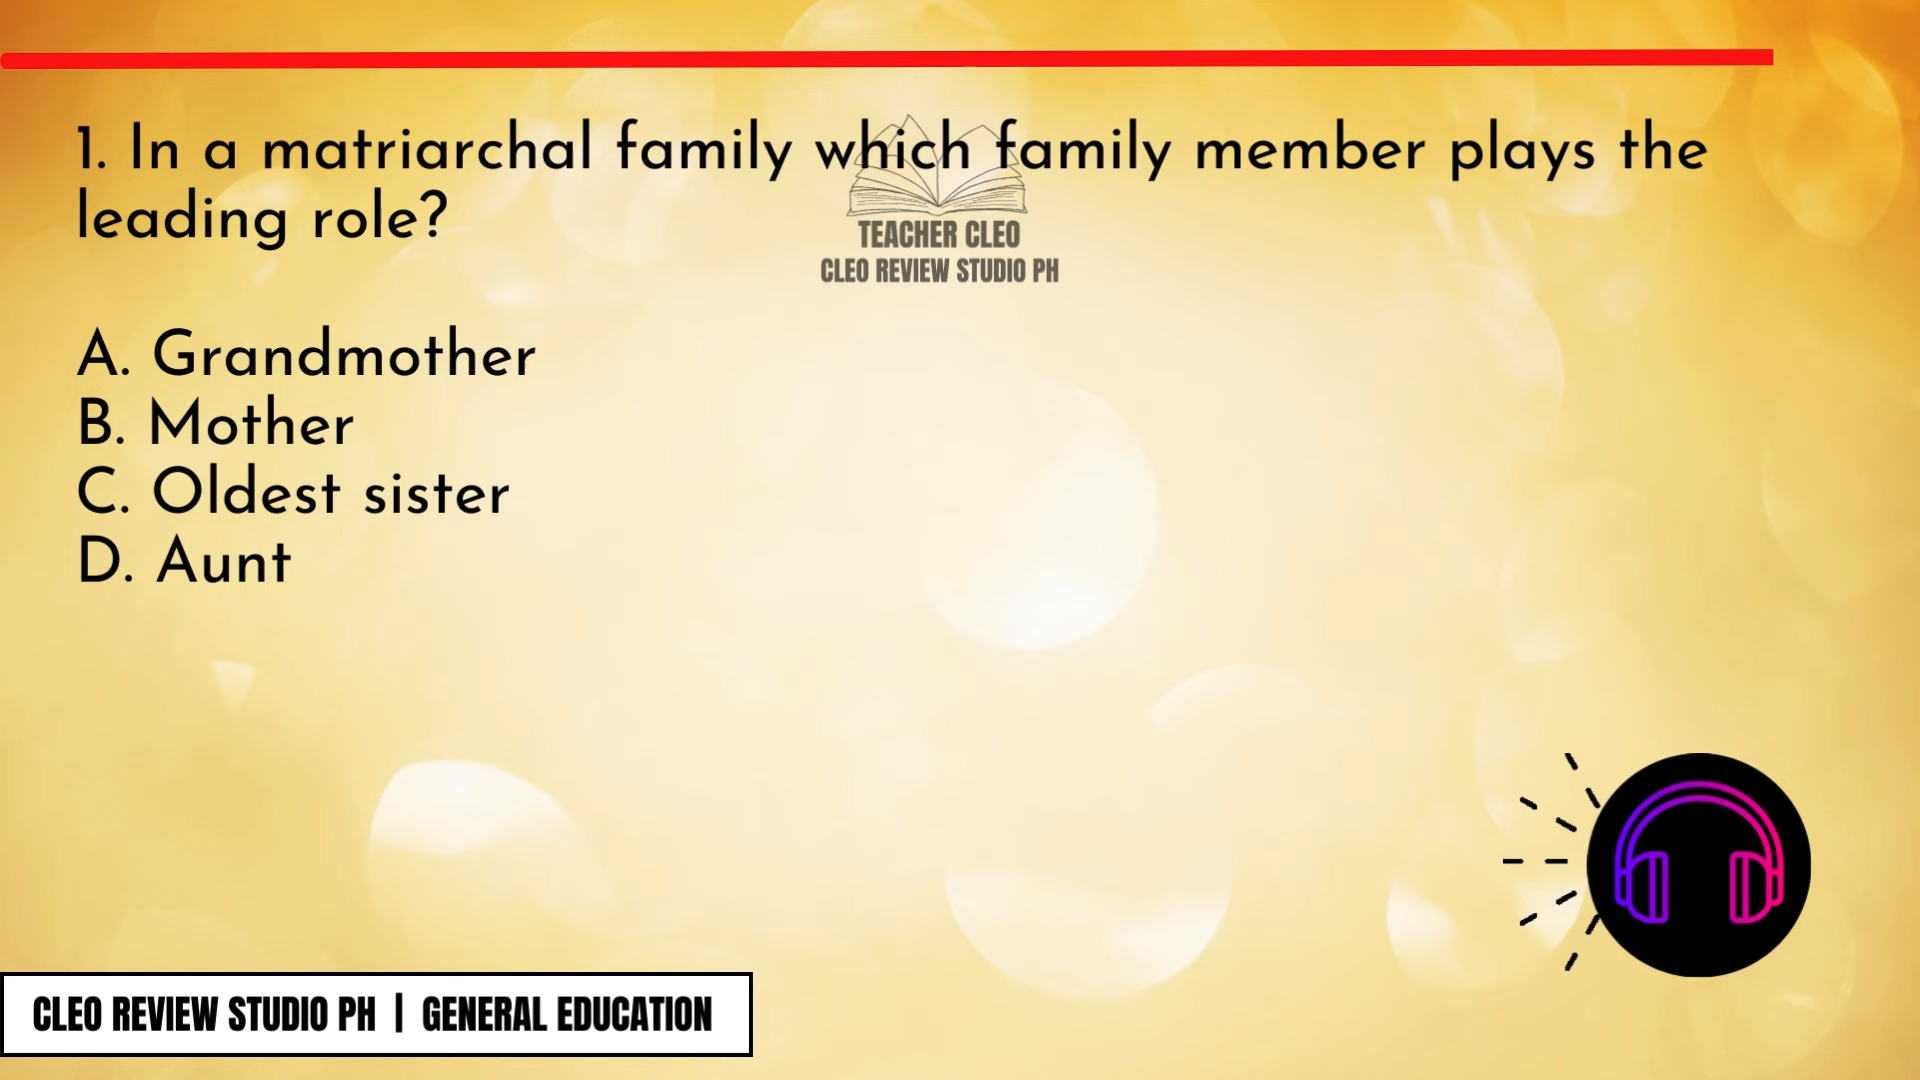 1. In a matriarchal family which family member plays the
leading role?
TEACHER CLEO
CLEO REVIEW STUDIO PH
A. Grandmother
B. Mother
C. Oldest sister
D. Aunt
CLEO REVIEW STUDIO PH | GENERAL EDUCATION